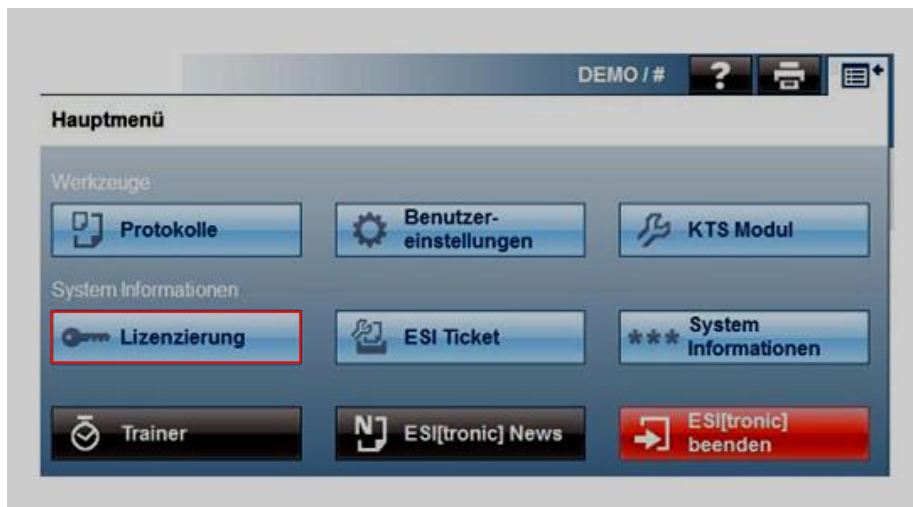 DEMO / # ?
Hauptmenü
Werkzeuge
Protokolle
Benutzer-
einstellungen
KTS Modul
System Informationen
Lizenzierung
ESI Ticket
***
System
Informationen
Trainer
N
ESI[tronic] News
ESI[tronic]
beenden